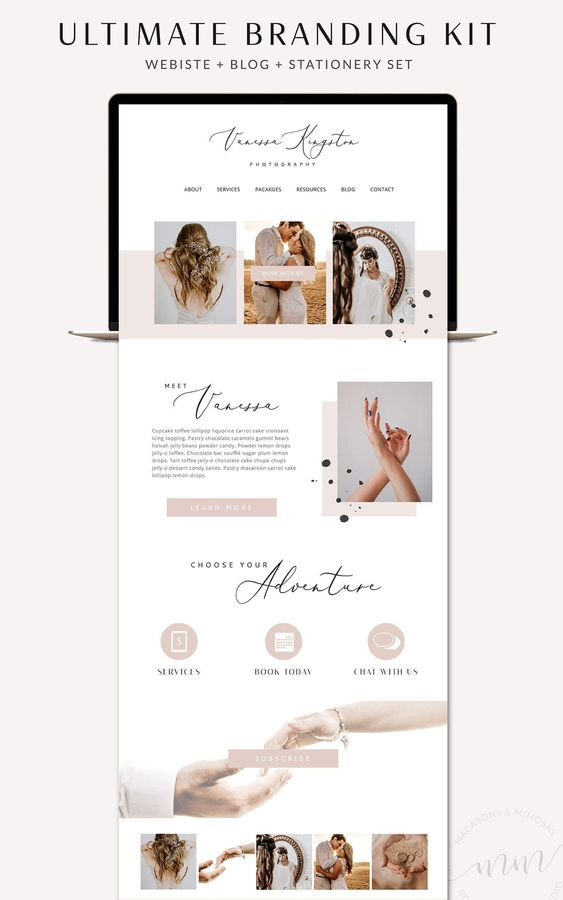 ULTIMATE BRANDING KIT
WEBISTE + BLOG + STATIONERY SET
Vanessa Kingston
PHOTOGRAPHY
ABOUT SERVICES PACAKGES RESOURCES BLOG CONTACT
WORK WITH ME
MEET
Vanessa
Cupcake toffee lollipop liquorice carrot cake croissant
icing topping. Pastry chocolate caramels gummi bears
halvah jelly beans powder candy. Powder lemon drops
jelly-o toffee. Chocolate bar soufflé sugar plum lemon
drops. Tart toffee jelly-o chocolate cake chupa chups
jelly-o dessert candy canes. Pastry macaroon carrot cake
lollipop lemon drops.
LEARN MORE
CHOOSE YOUR
Adventure
$
SERVICES BOOK TODAY CHAT WITH US
SUBSCRIBE
MACARONS & MIMOSAS
mm